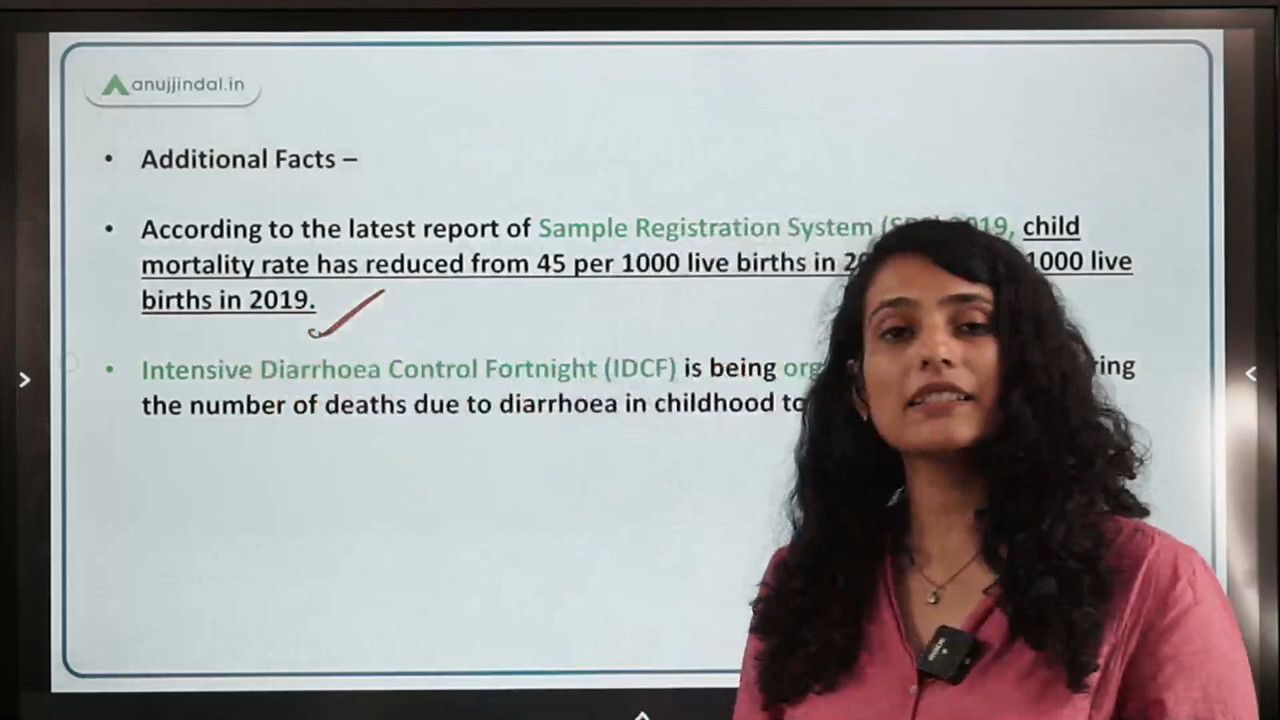 anujjindal.in
• Additional Facts –
• According to the latest report of Sample Registration System 2019, child
mortality rate has reduced from 45 per 1000 live births in 1000 live
births in 2019.
• Intensive Diarrhoea Control Fortnight (IDCF) is being
the number of deaths due to diarrhoea in childhood